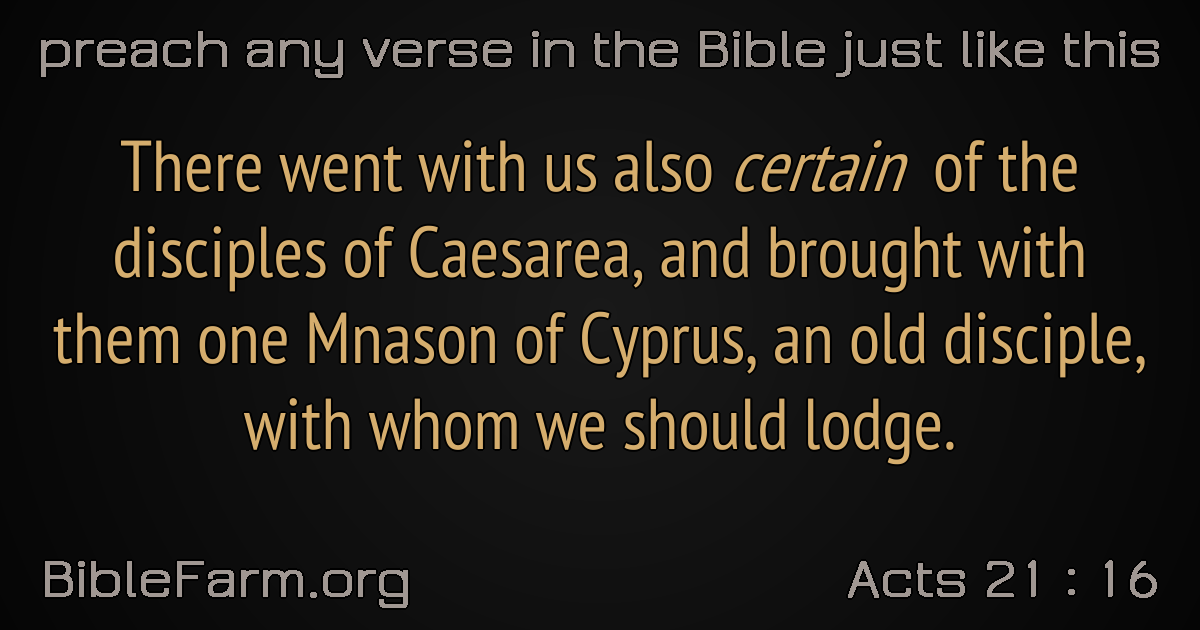 preach any verse in the Bible just like this
There went with us also certain of the
disciples of Caesarea, and brought with
them one Mnason of Cyprus, an old disciple,
with whom we should lodge.
BibleFarm.org
Acts 21 : 16